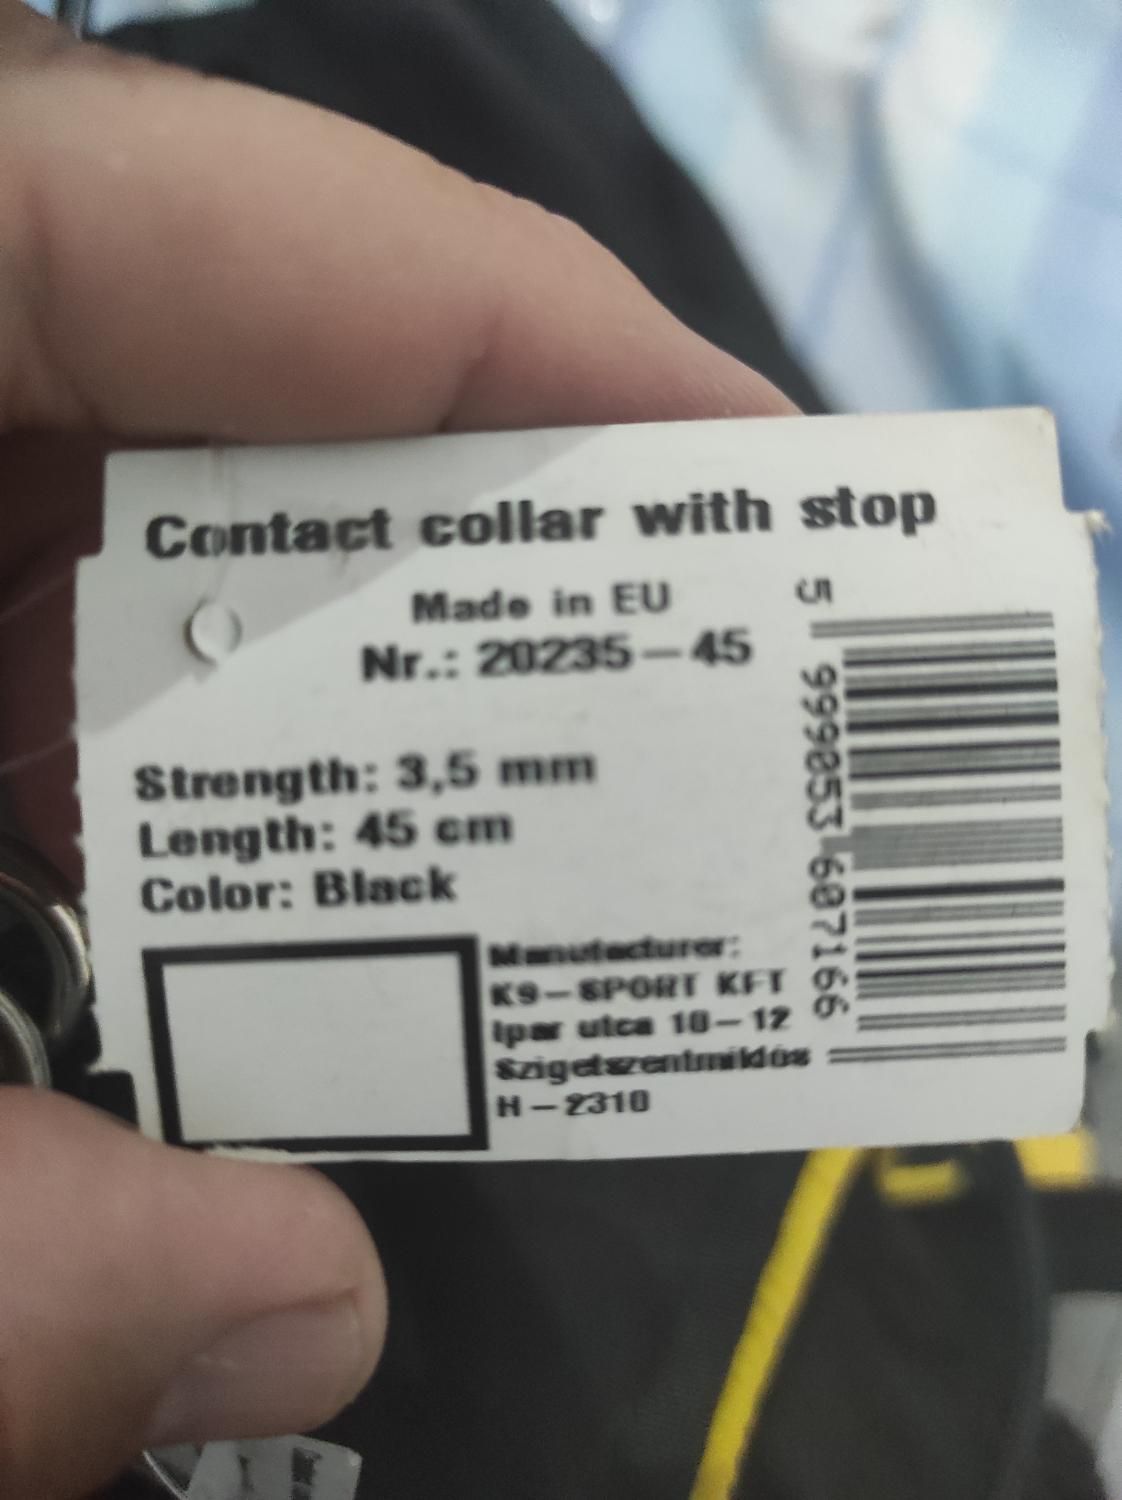 Contact collar with stop
Made in EU
Nr.: 20235-45
Strength: 3,5 mm
Length: 45 cm
Color: Black
Manufacturer:
K9-SPORT KFT
Ipar utca 10-12
Szigetszentmiklós
H-2310
5 999053 607166